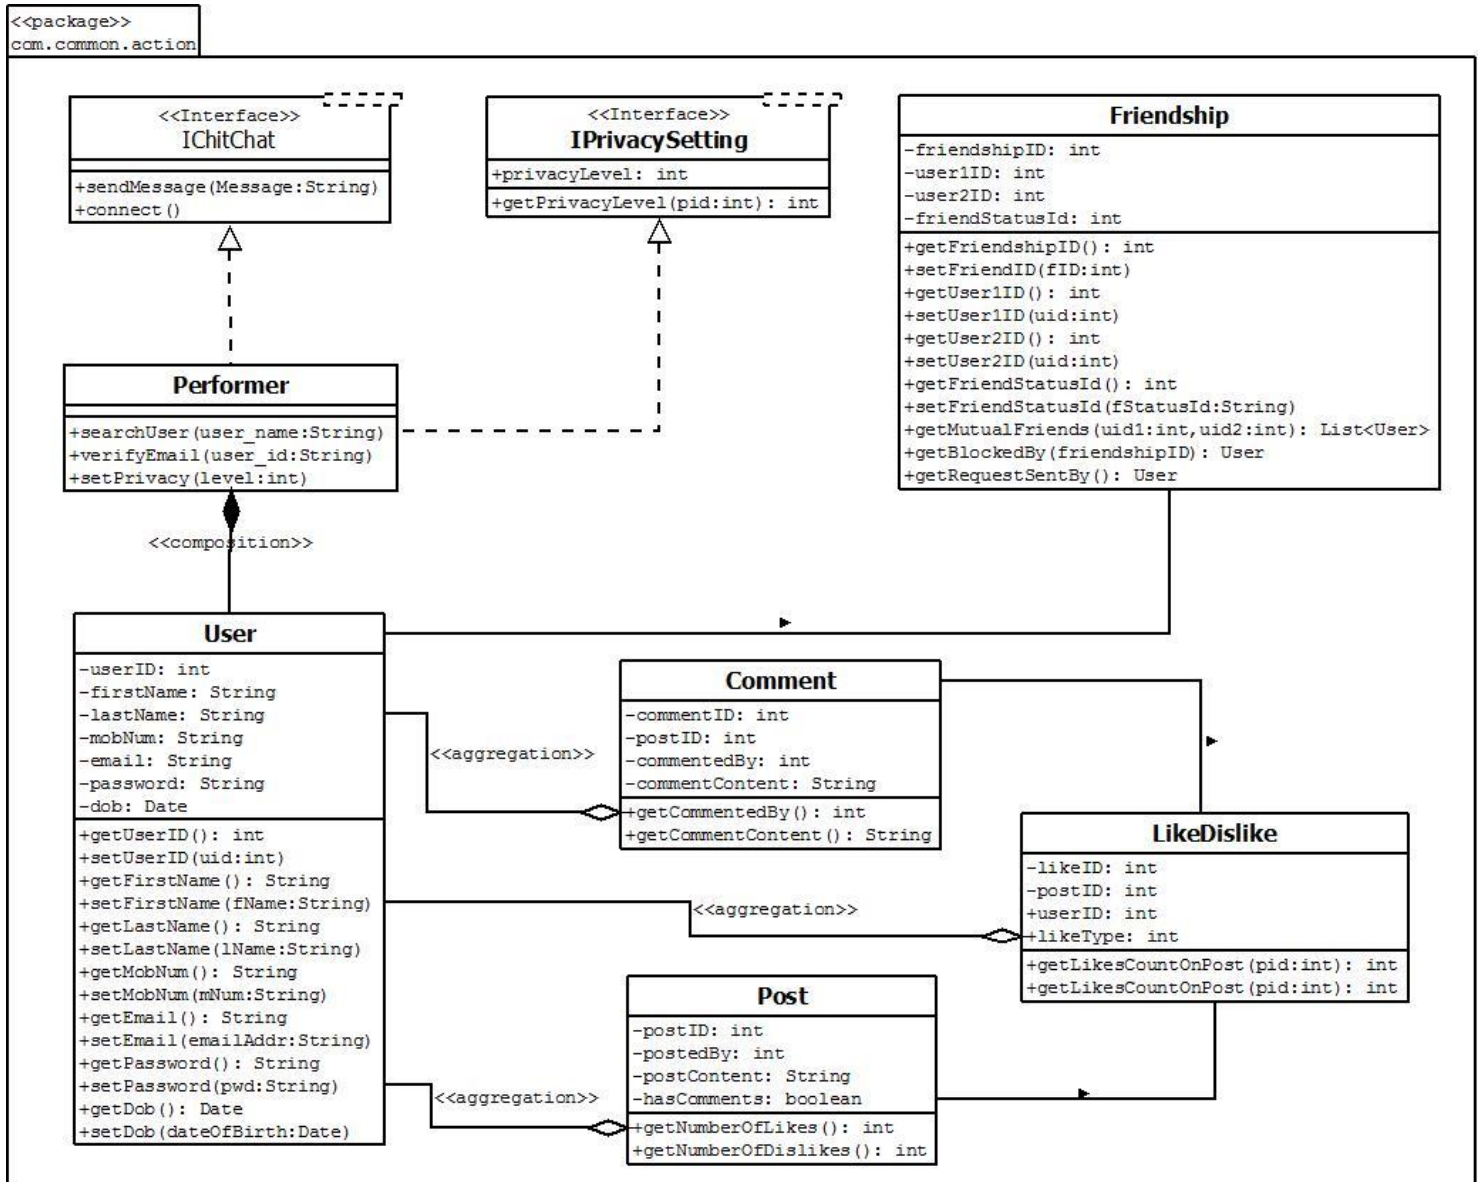 <<package>>
com.common.action
<<Interface>>
IChitChat
+sendMessage(Message:String)
+connect()
<<Interface>>
IPrivacySetting
+privacyLevel: int
+getPrivacyLevel(pid:int): int
Friendship
-friendshipID: int
-user1ID: int
-user2ID: int
-friendStatusId: int
+getFriendshipID(): int
+setFriendID(fID:int)
+getUser1ID(): int
+setUser1ID(uid:int)
+getUser2ID(): int
+setUser2ID(uid:int)
+getFriendStatusId(): int
+setFriendStatusId(fStatusId:String)
+getMutualFriends(uid1:int,uid2:int): List<User>
+getBlockedBy(friendshipID): User
+getRequestSentBy(): User
Performer
+searchUser(user_name:String)
+verifyEmail(user_id:String)
+setPrivacy(level:int)
<<composition>>
User
-userID: int
-firstName: String
-lastName: String
-mobNum: String
-email: String
-password: String
-dob: Date
+getUserID(): int
+setUserID(uid:int)
+getFirstName(): String
+setFirstName(fName:String)
+getLastName(): String
+setLastName(lName:String)
+getMobNum(): String
+setMobNum(mNum:String)
+getEmail(): String
+setEmail(emailAddr:String)
+getPassword(): String
+setPassword(pwd:String)
+getDob(): Date
+setDob(dateOfBirth:Date)
<<aggregation>>
Comment
-commentID: int
-postID: int
-commentedBy: int
-commentContent: String
+getCommentedBy(): int
+getCommentContent(): String
<<aggregation>>
LikeDislike
-likeID: int
-postID: int
+userID: int
+likeType: int
+getLikesCountOnPost(pid:int): int
+getLikesCountOnPost(pid:int): int
<<aggregation>>
Post
-postID: int
-postedBy: int
-postContent: String
-hasComments: boolean
+getNumberOfLikes(): int
+getNumberOfDislikes(): int